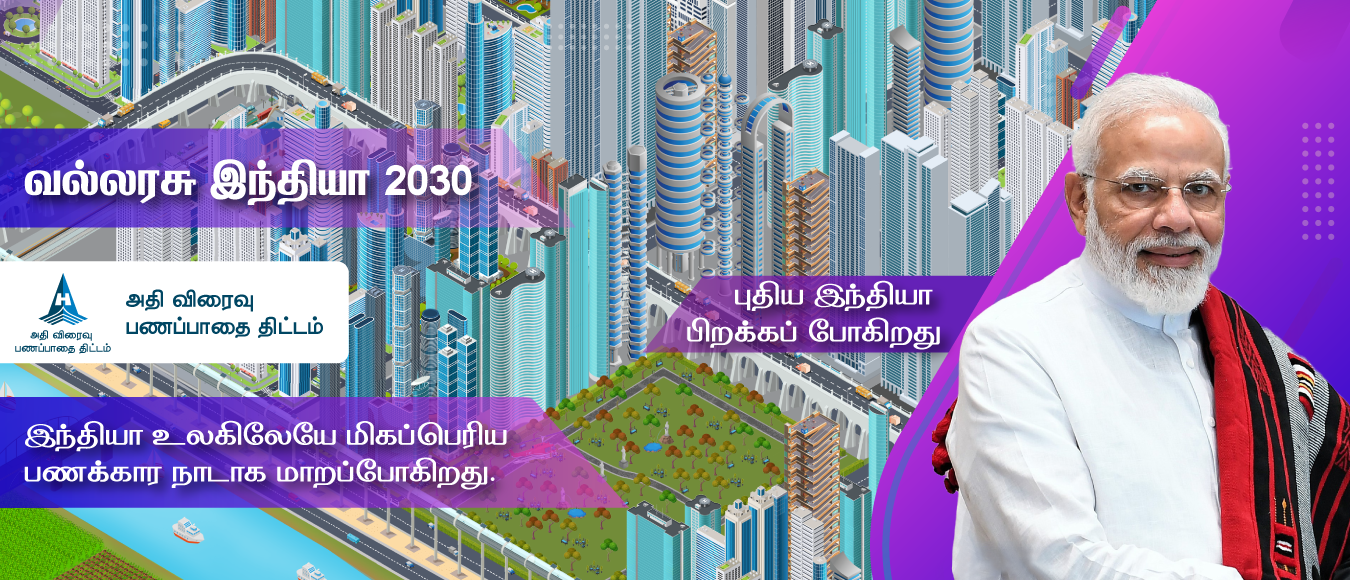 வல்லரசு இந்தியா 2030
H
அதி விரைவு
பணப்பாதை திட்டம்
அதி விரைவு
பணப்பாதை திட்டம்
புதிய இந்தியா
பிறக்கப் போகிறது
இந்தியா உலகிலேயே மிகப்பெரிய
பணக்கார நாடாக மாறப்போகிறது.